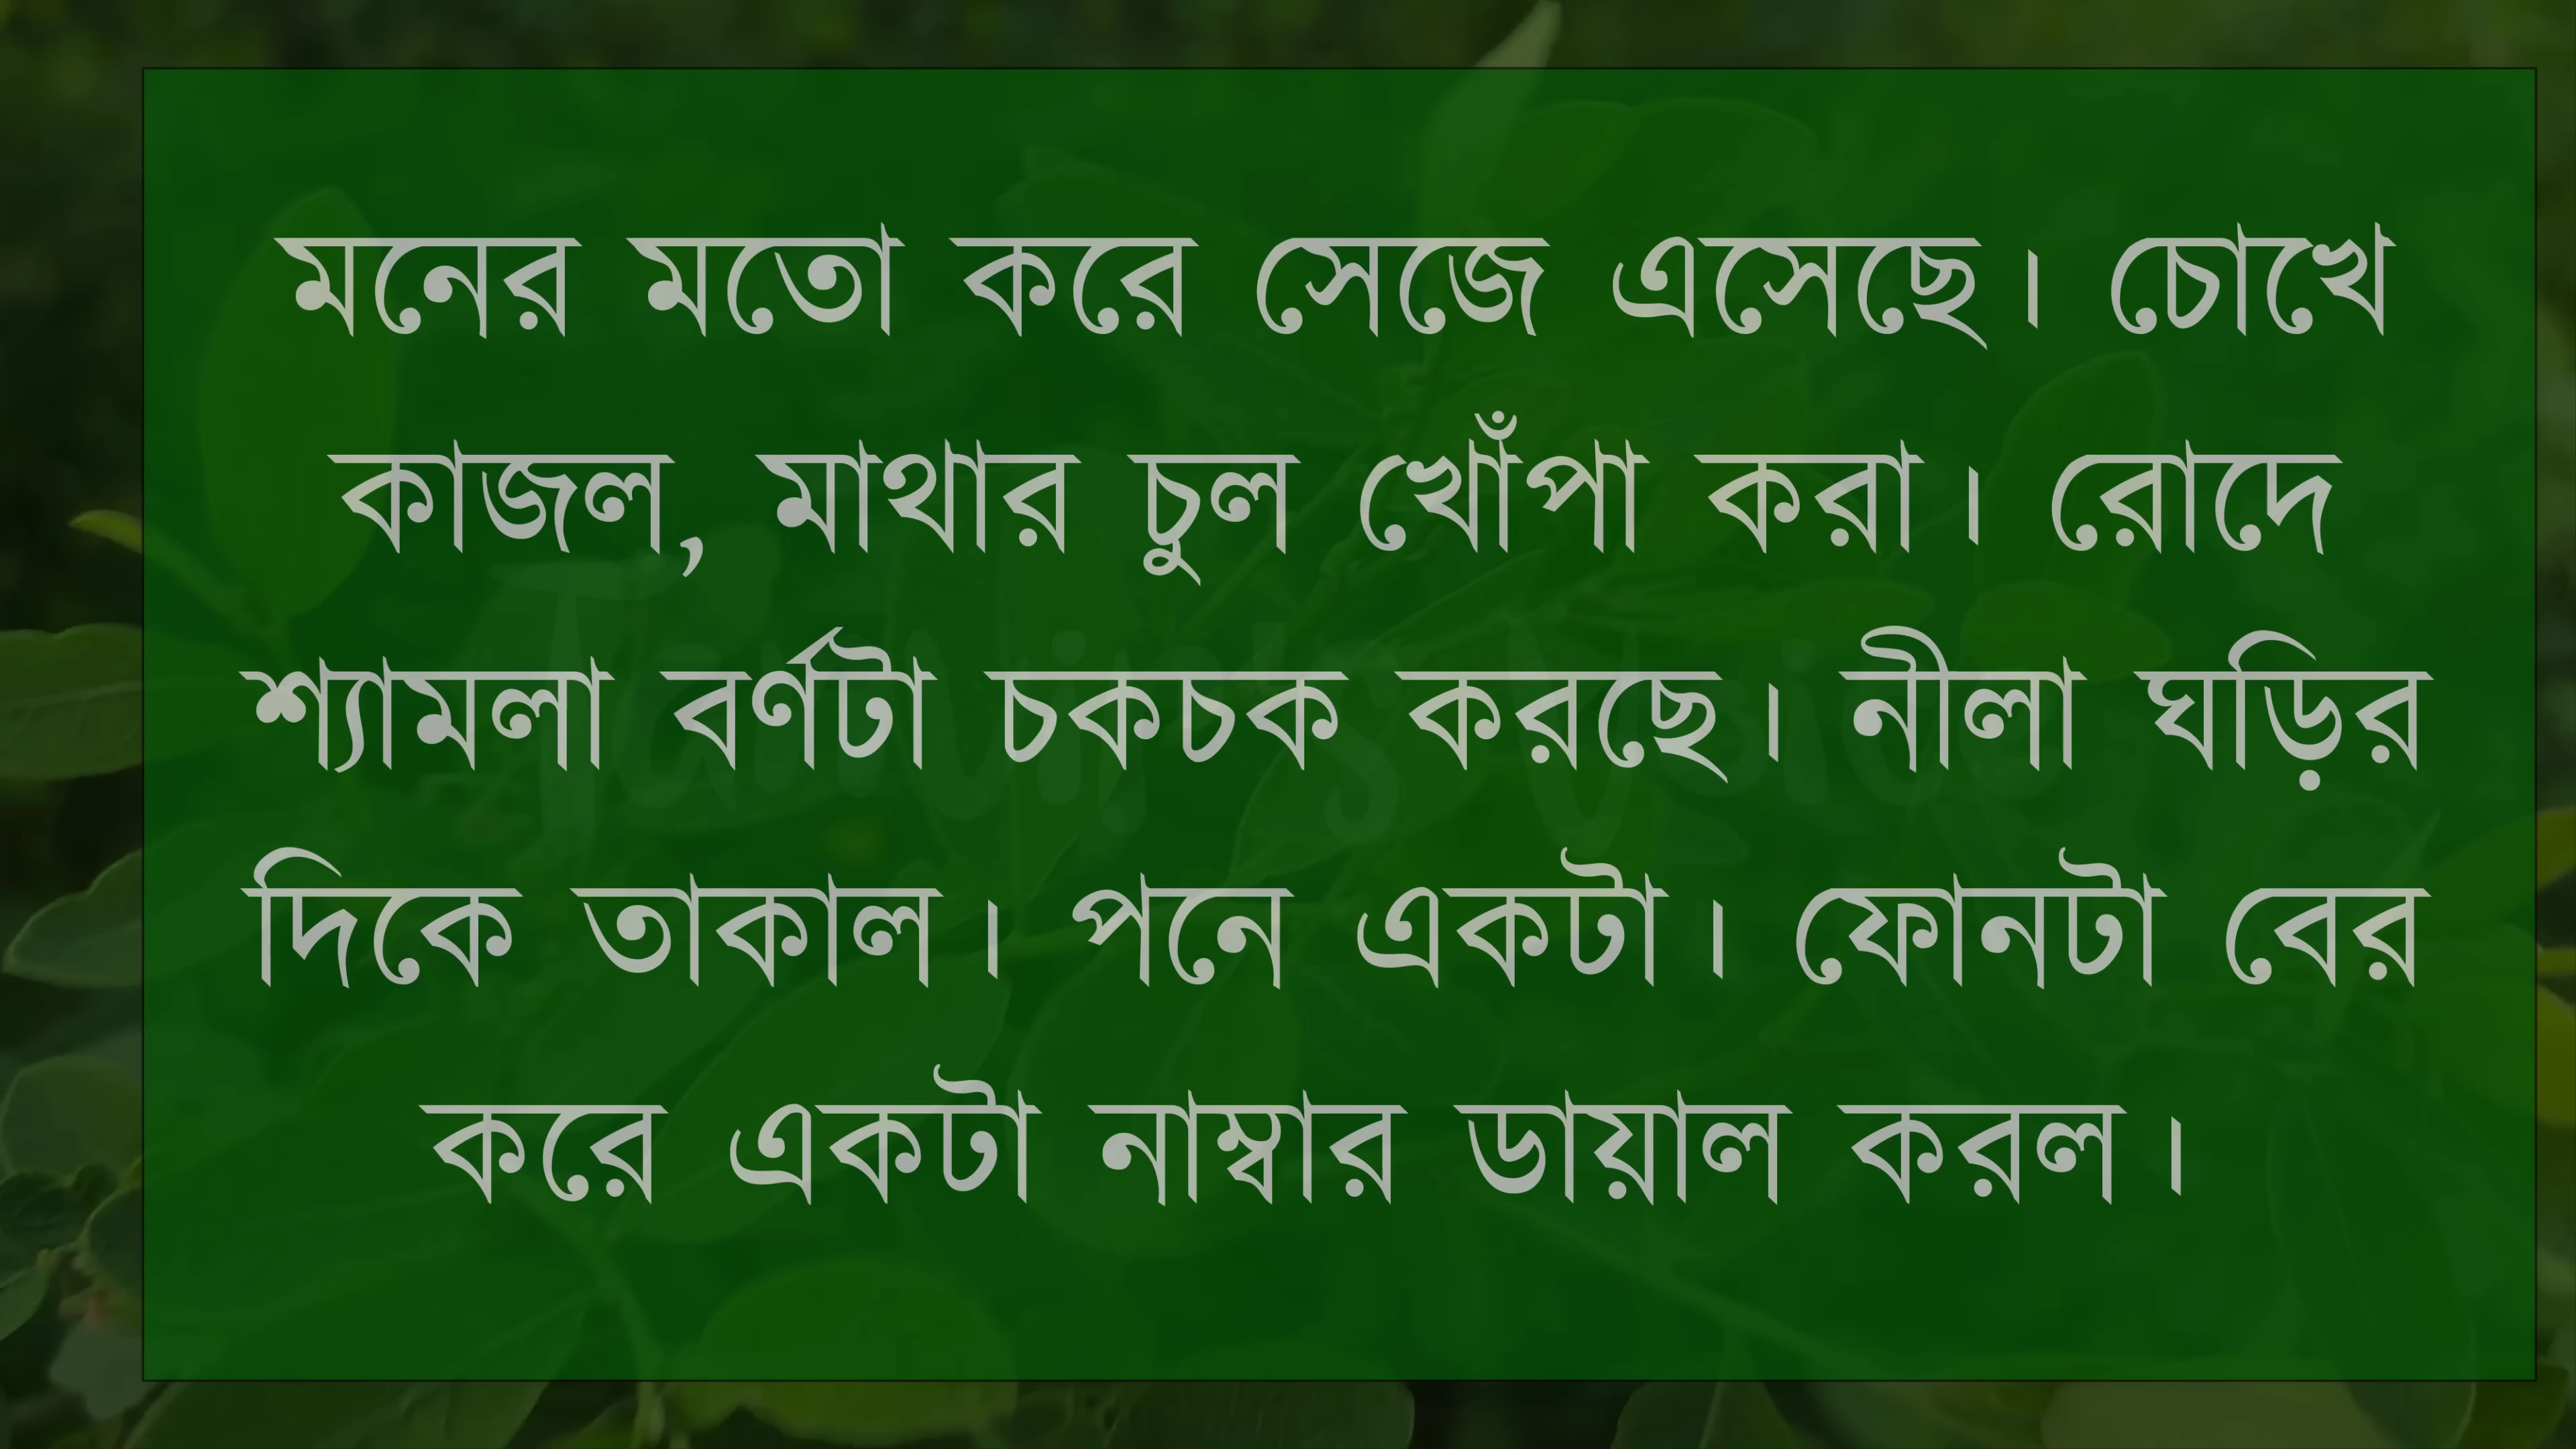 মনের মতো করে সেজে এসেছে। চোখে
কাজল, মাথার চুল খোঁপা করা। রোদে
শ্যামলা বর্ণটা চকচক করছে। নীলা ঘড়ির
দিকে তাকাল। পনে একটা। ফোনটা বের
করে একটা নাম্বার ডায়াল করল।